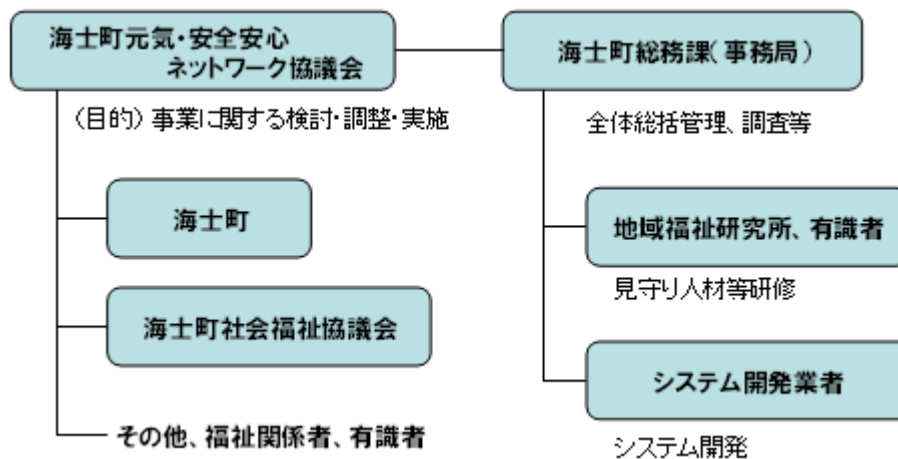 海士町元気・安全安心
ネットワーク協議会
(目的) 事業に関する検討・調整・実施
海士町
海士町社会福祉協議会
その他、福祉関係者、有識者
海士町総務課(事務局)
全体総括管理、調査等
地域福祉研究所、有識者
見守り人材等研修
システム開発業者
システム開発